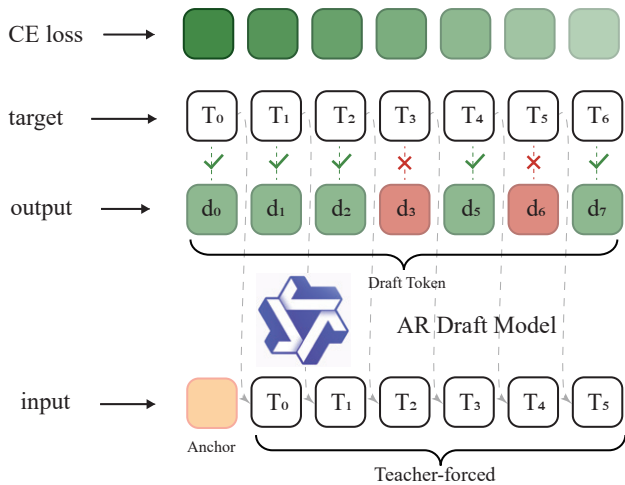 CE loss
target T₀ T₁ T₂ T₃ T₄ T₅ T₆
output d₀ d₁ d₂ d₃ d₅ d₆ d₇
Draft Token
AR Draft Model
input T₀ T₁ T₂ T₃ T₄ T₅
Anchor
Teacher-forced